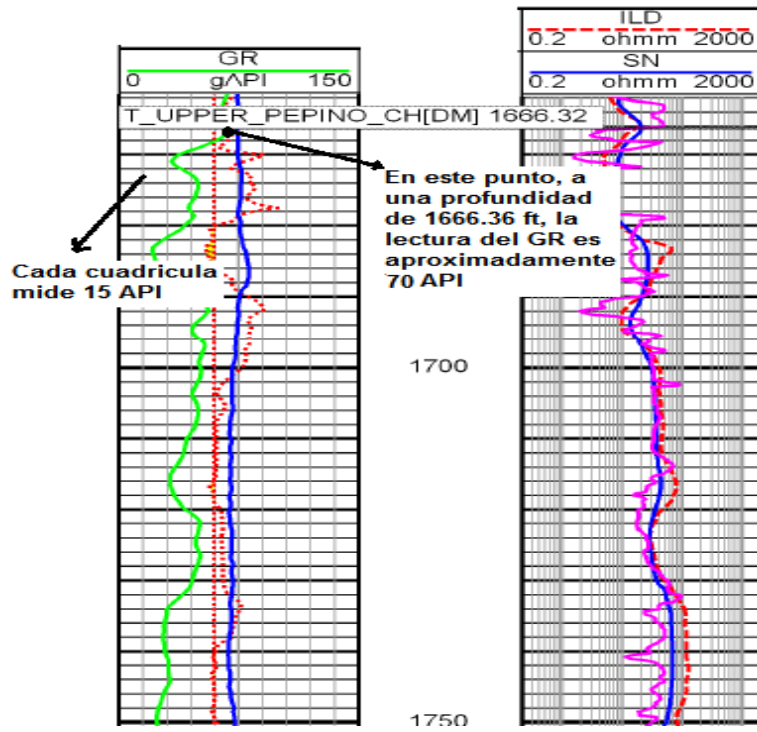 ILD
0.2 ohmm 2000
GR
0 gAPI 150
SN
0.2 ohmm 2000
T_UPPER_PEPINO_CH[DM] 1666.32
En este punto, a
una profundidad
de 1666.36 ft, la
lectura del GR es
aproximadamente
70 API
Cada cuadricula
mide 15 API
1700
1750